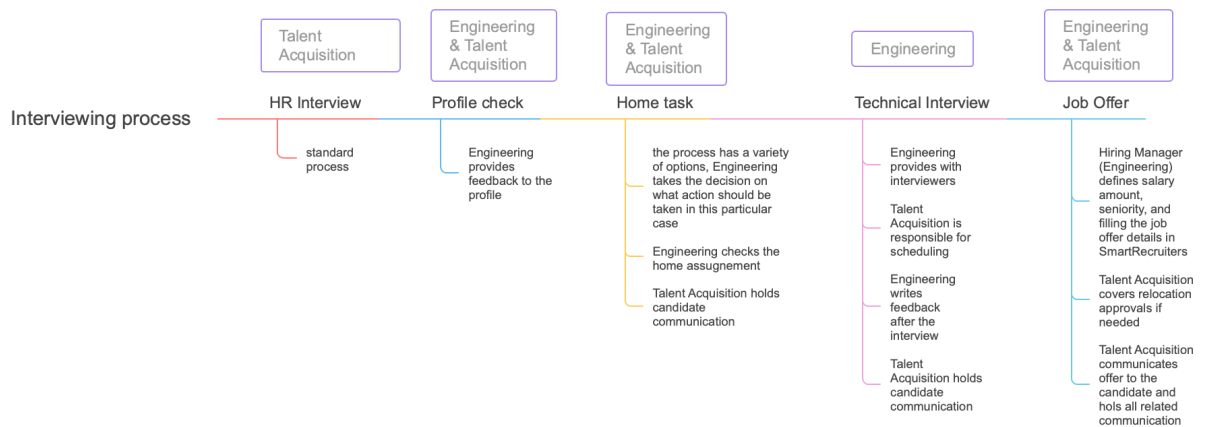 Talent
Acquisition
Engineering
& Talent
Acquisition
Engineering
& Talent
Acquisition
Engineering
Engineering
& Talent
Acquisition
Interviewing process
HR Interview
Profile check
Home task
Technical Interview
Job Offer
standard
process
Engineering
provides
feedback to the
profile
the process has a variety
of options, Engineering
takes the decision on
what action should be
taken in this particular
case
Engineering checks the
home assugnement
Talent Acquisition holds
candidate
communication
Engineering
provides with
interviewers
Talent
Acquisition is
responsible for
scheduling
Engineering
writes
feedback
after the
interview
Talent
Acquisition holds
candidate
communication
Hiring Manager
(Engineering)
defines salary
amount,
seniority, and
filling the job
offer details in
SmartRecruiters
Talent Acquisition
covers relocation
approvals if
needed
Talent Acquisition
communicates
offer to the
candidate and
hols all related
communication